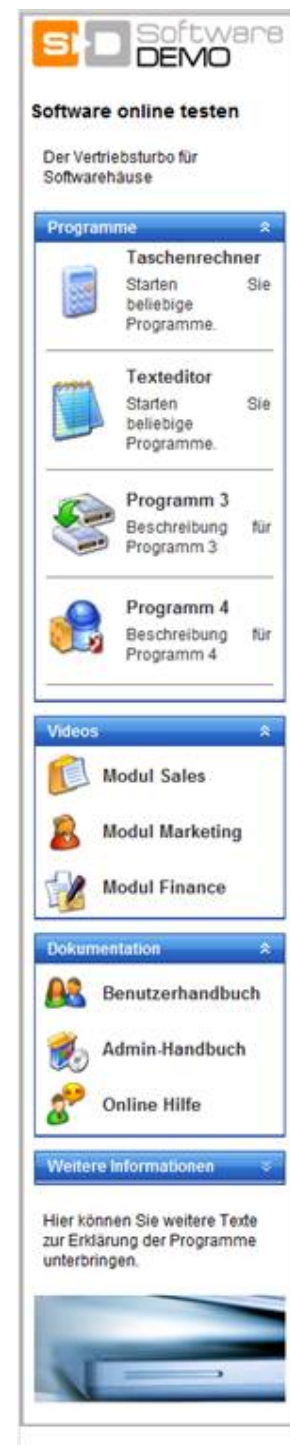 SD Software
DEMO
Software online testen
Der Vertriebsturbo für
Softwarehäuse
Programme
Taschenrechner
Starten Sie
beliebige
Programme.
Texteditor
Starten Sie
beliebige
Programme.
Programm 3
Beschreibung für
Programm 3
Programm 4
Beschreibung für
Programm 4
Videos
Modul Sales
Modul Marketing
Modul Finance
Dokumentation
Benutzerhandbuch
Admin-Handbuch
Online Hilfe
Weitere Informationen
Hier können Sie weitere Texte
zur Erklärung der Programme
unterbringen.